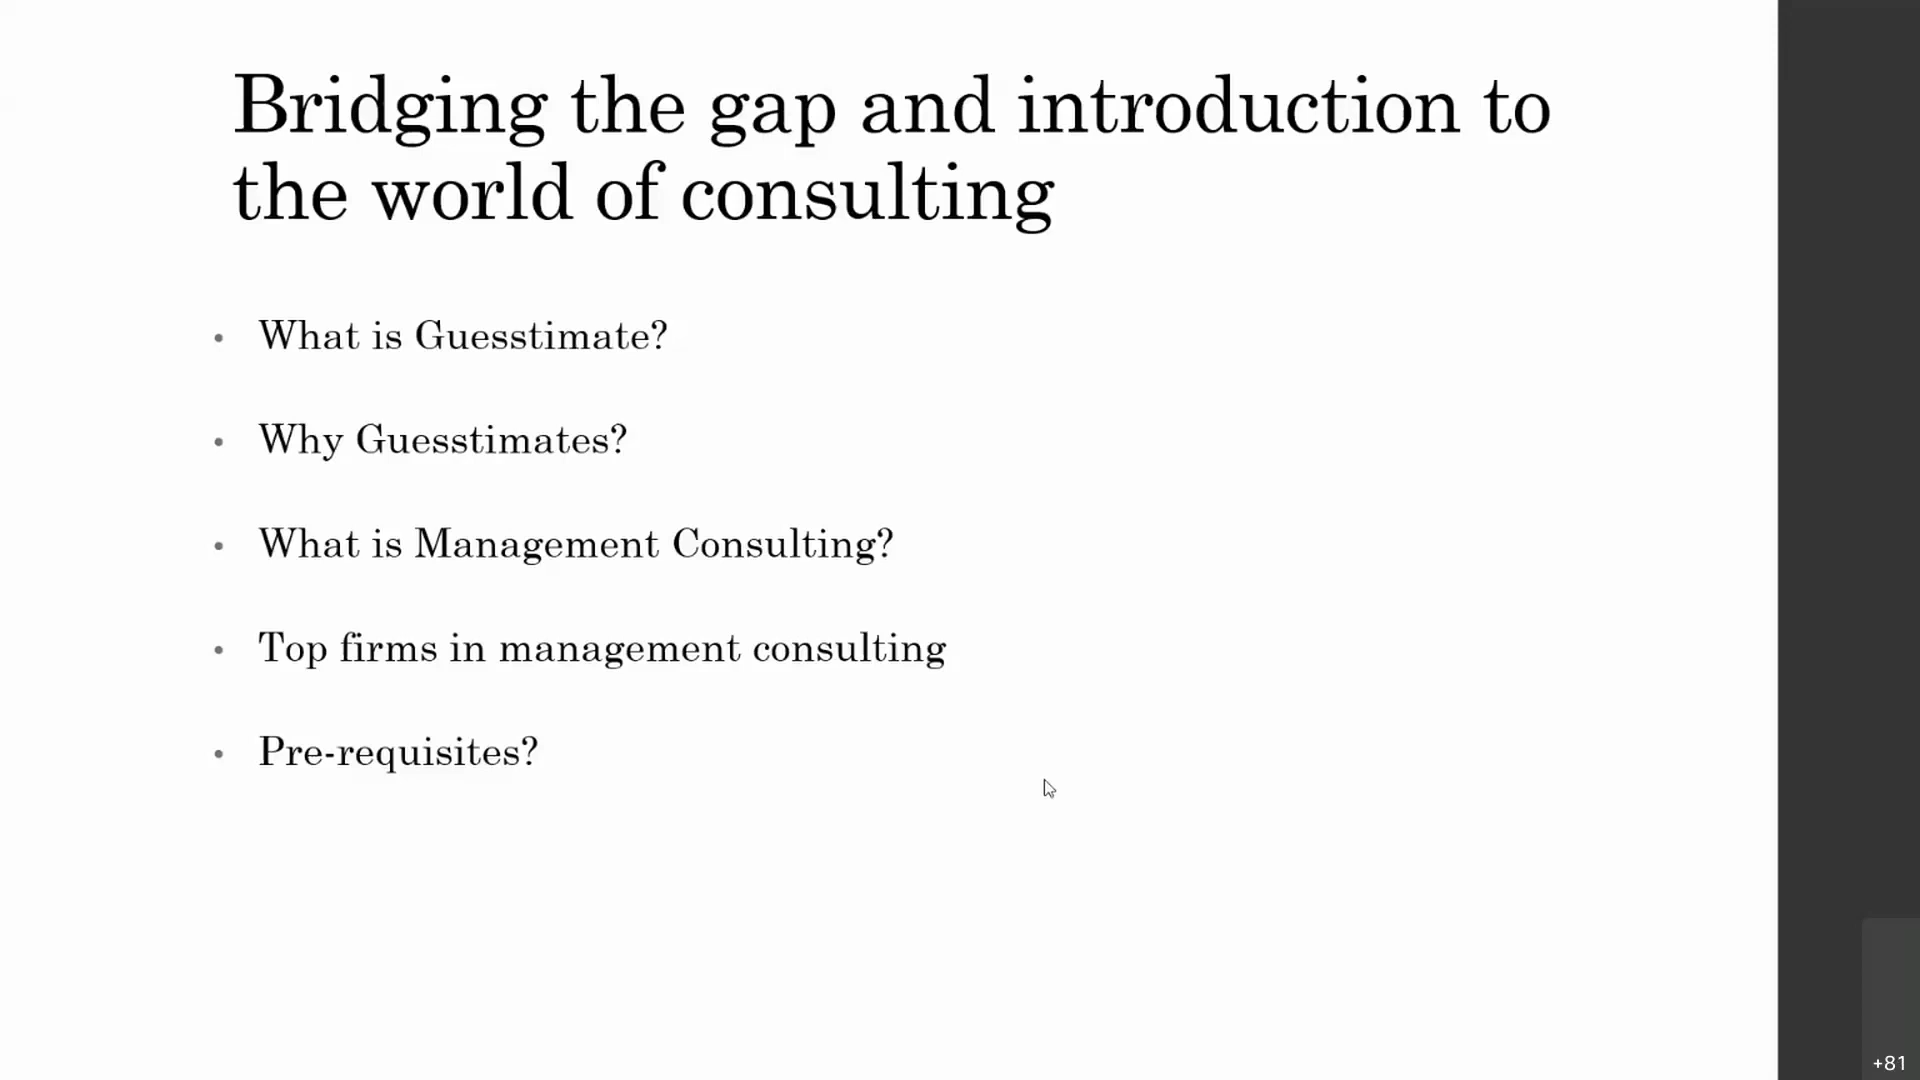 Bridging the gap and introduction to
the world of consulting
• What is Guesstimate?
• Why Guesstimates?
• What is Management Consulting?
• Top firms in management consulting
• Pre-requisites?
+81